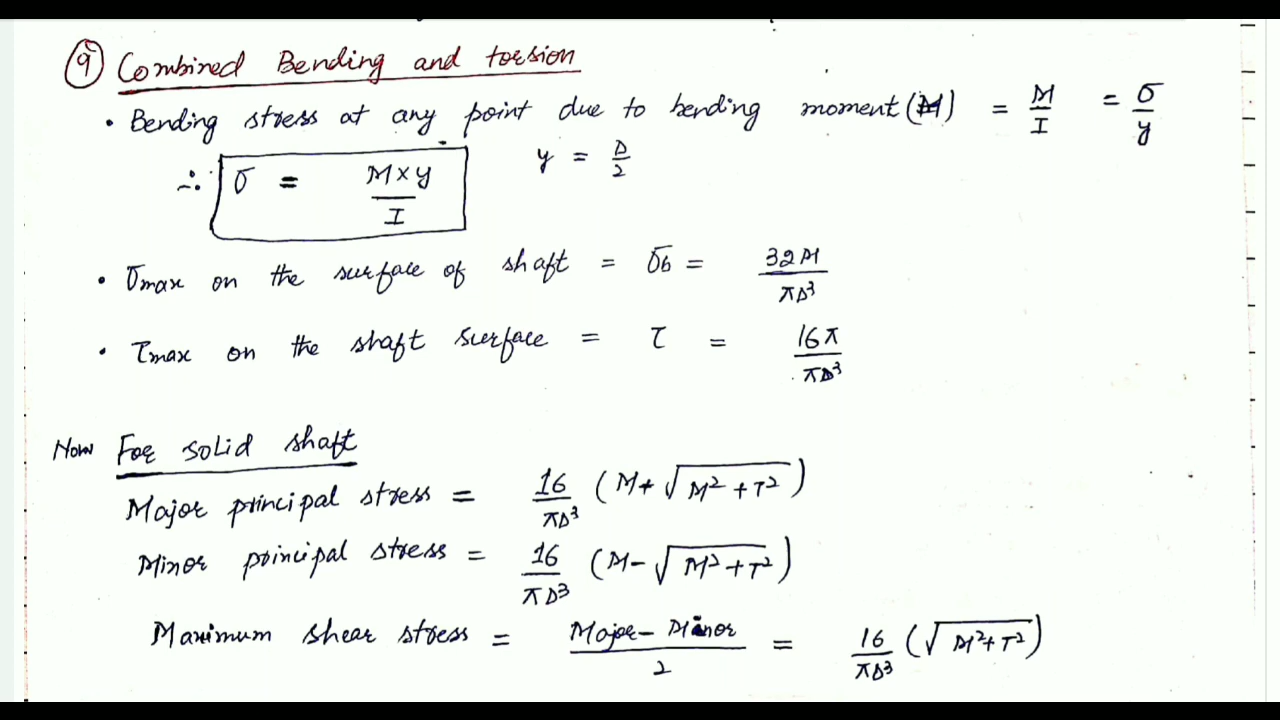 9 Combined Bending and torsion
• Bending stress at any point due to bending moment (M) = M/I = σ/y
∴ σ = M×y/I y = D/2
• σmax on the surface of shaft = σb = 32M/πD³
• τmax on the shaft surface = τ = 16π/πD³
Now For solid shaft
Major principal stress = 16/πD³ (M+√M²+T²)
Minor principal stress = 16/πD³ (M-√M²+T²)
Maximum shear stress = Major-Minor/2 = 16/πD³ (√M²+T²)